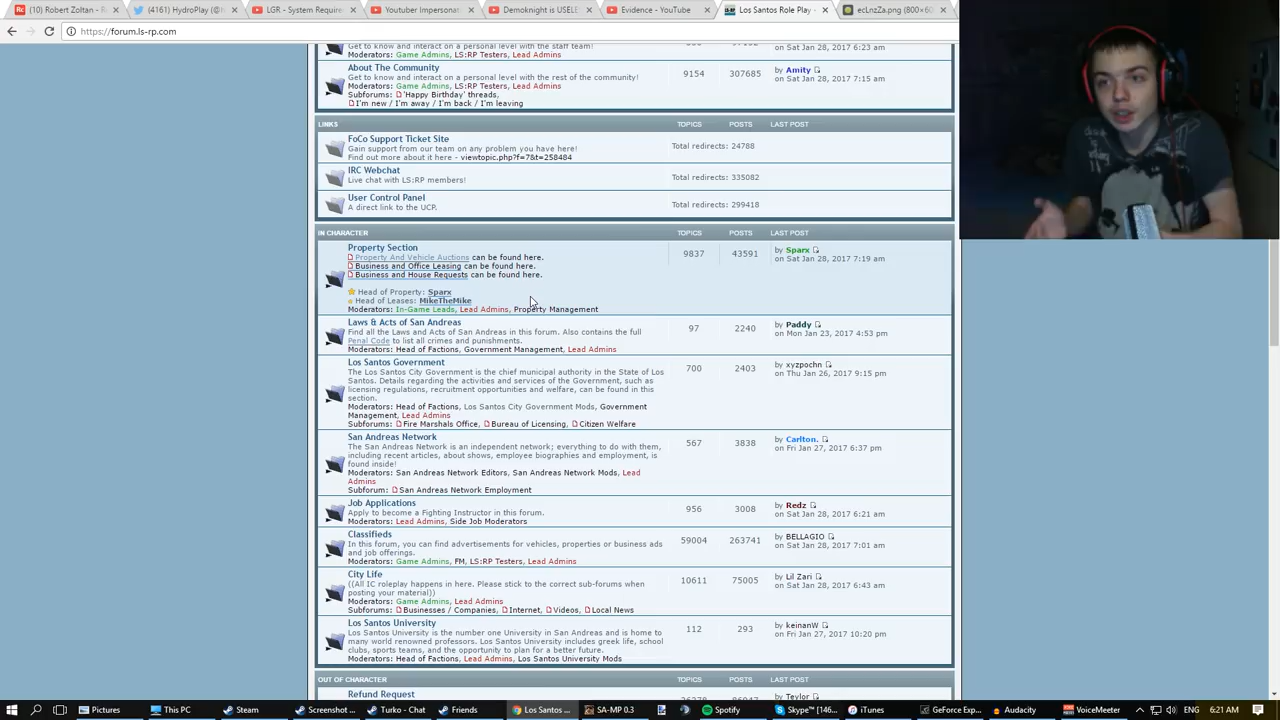 (10) Robert Zoltan -
(4161) HydroPlay (@h
LGR - System Require
Youtuber impersonat
Demoknight is USELE
Evidence - YouTube
Los Santos Role Play -
ecLnzZa.png (800×60
https://forum.ls-rp.com
Get to know and interact on a personal level with the staff team!
Moderators: Game Admins, LS:RP Testers, Lead Admins
on Sat Jan 28, 2017 6:23 am
About The Community
Get to know and interact on a personal level with the rest of the community!
Moderators: Game Admins, LS:RP Testers, Lead Admins
Subforums: 'Happy Birthday' threads,
I'm new / I'm away / I'm back / I'm leaving
9154 307685 by Amity
on Sat Jan 28, 2017 7:15 am
LINKS TOPICS POSTS LAST POST
FoCo Support Ticket Site
Gain support from our team on any problem you have here!
Find out more about it here - viewtopic.php?f=7&t=258484
Total redirects: 24788
IRC Webchat
Live chat with LS:RP members!
Total redirects: 335082
User Control Panel
A direct link to the UCP.
Total redirects: 299418
IN CHARACTER TOPICS POSTS LAST POST
Property Section
Property And Vehicle Auctions can be found here.
Business and Office Leasing can be found here.
Business and House Requests can be found here.
Head of Property: Sparx
Head of Leases: MikeTheMike
Moderators: In-Game Leads, Lead Admins, Property Management
9837 43591 by Sparx
on Sat Jan 28, 2017 7:19 am
Laws & Acts of San Andreas
Find all the Laws and Acts of San Andreas in this forum. Also contains the full
Penal Code to list all crimes and punishments.
Moderators: Head of Factions, Government Management, Lead Admins
97 2240 by Paddy
on Mon Jan 23, 2017 4:53 pm
Los Santos Government
The Los Santos City Government is the chief municipal authority in the State of Los
Santos. Details regarding the activities and services of the Government, such as
licensing regulations, recruitment opportunities and welfare, can be found in this
section.
Moderators: Head of Factions, Los Santos City Government Mods, Government
Management, Lead Admins
Subforums: Fire Marshals Office, Bureau of Licensing, Citizen Welfare
700 2403 by xyzpochn
on Thu Jan 26, 2017 9:15 pm
San Andreas Network
The San Andreas Network is an independent network; everything to do with them,
including recent articles, about shows, employee biographies and employment, is
found inside!
Moderators: San Andreas Network Editors, San Andreas Network Mods, Lead
Admins
Subforum: San Andreas Network Employment
567 3838 by Carlton.
on Fri Jan 27, 2017 6:37 pm
Job Applications
Apply to become a Fighting Instructor in this forum.
Moderators: Lead Admins, Side Job Moderators
956 3008 by Redz
on Sat Jan 28, 2017 6:21 am
Classifieds
In this forum, you can find advertisements for vehicles, properties or business ads
and job offerings.
Moderators: Game Admins, FM, LS:RP Testers, Lead Admins
59004 263741 by BELLAGIO
on Sat Jan 28, 2017 7:01 am
City Life
((All IC roleplay happens in here. Please stick to the correct sub-forums when
posting your material))
Moderators: Game Admins, Lead Admins
Subforums: Businesses / Companies, Internet, Videos, Local News
10611 75005 by Lil Zari
on Sat Jan 28, 2017 6:43 am
Los Santos University
Los Santos University is the number one University in San Andreas and is home to
many world renowned professors. Los Santos University includes greek life, school
clubs, sports teams, and the opportunity to plan for a better future.
Moderators: Head of Factions, Lead Admins, Los Santos University Mods
112 293 by keinanW
on Fri Jan 27, 2017 10:20 pm
OUT OF CHARACTER TOPICS POSTS LAST POST
Refund Request
by Teylor
Pictures This PC Steam Screenshot ... Turko - Chat Friends Los Santos ... SA-MP 0.3 Spotify Skype™ [146... iTunes GeForce Exp... Audacity VoiceMeeter ENG 6:21 AM